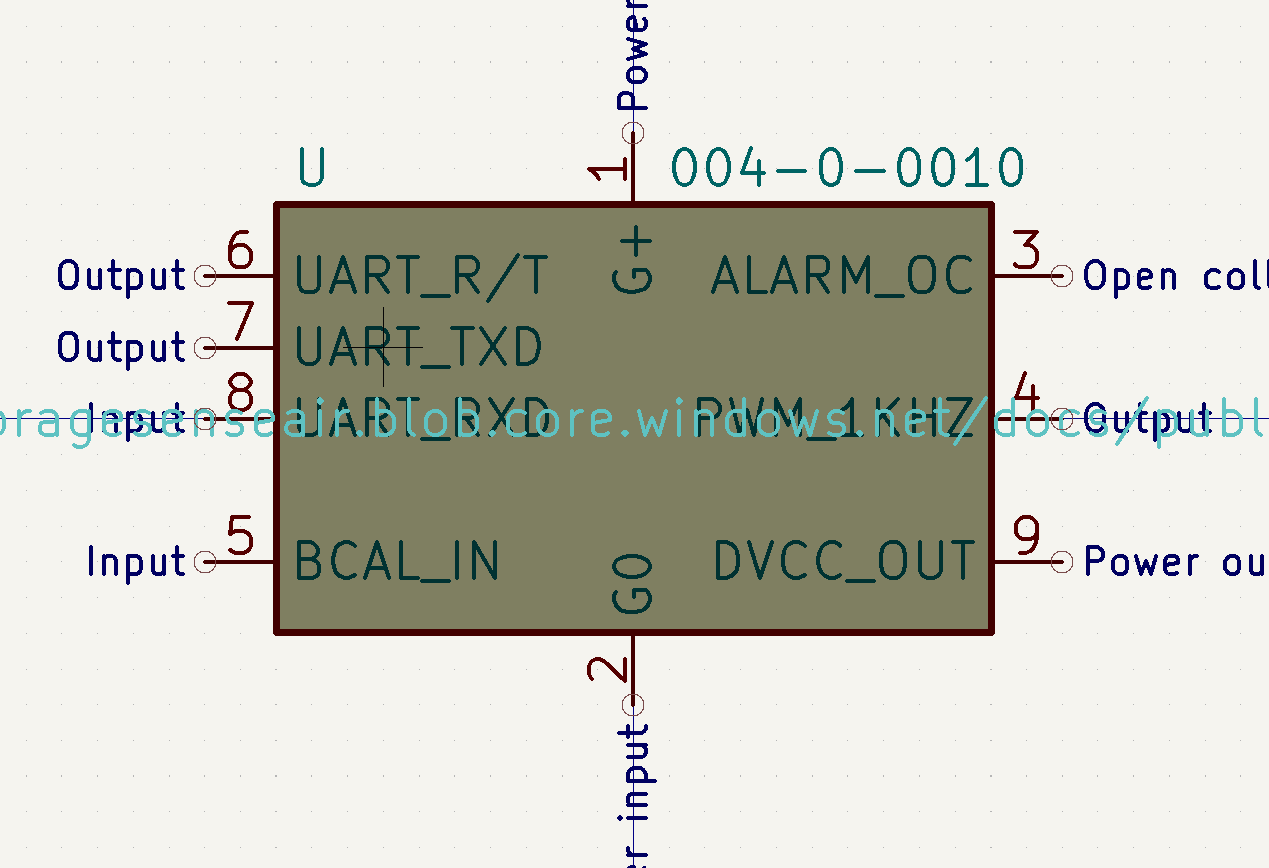 Power
U
1
004-0-0010
6
3
Output
UART_R/T
G+
ALARM_OC
Open coll
7
Output
UART_TXD
8
4
Input
UART_RXD
PWM_1KHZ
Output
oragesenseair.blob.core.windows.net/docs/publ
5
9
Input
BCAL_IN
G0
DVCC_OUT
Power ou
2
er input